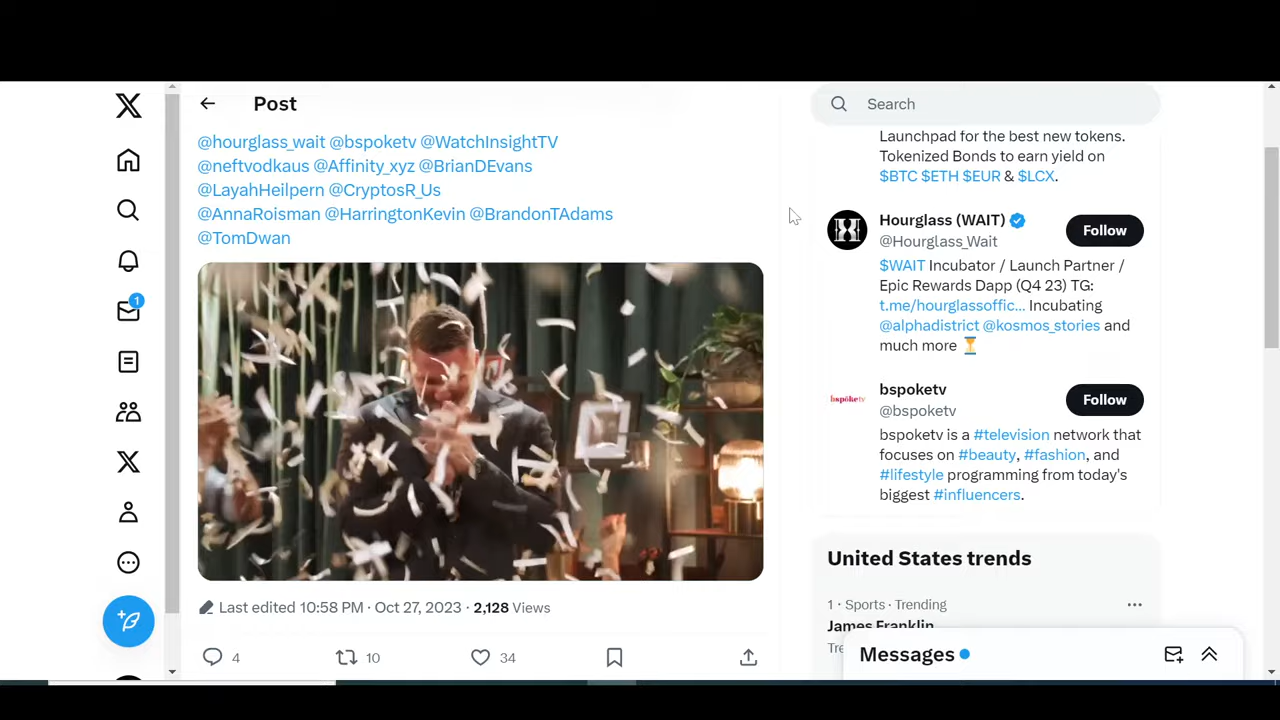 Post
@hourglass_wait @bspoketv @WatchInsightTV
@neftvodkaus @Affinity_xyz @BrianDEvans
@LayahHeilpern @CryptosR_Us
@AnnaRoisman @HarringtonKevin @BrandonTAdams
@TomDwan
Last edited 10:58 PM · Oct 27, 2023 · 2,128 Views
4
10
34
1
Search
Launchpad for the best new tokens.
Tokenized Bonds to earn yield on
$BTC $ETH $EUR & $LCX.
Hourglass (WAIT)
@Hourglass_Wait
Follow
$WAIT Incubator / Launch Partner /
Epic Rewards Dapp (Q4 23) TG:
t.me/hourglassoffic... Incubating
@alphadistrict @kosmos_stories and
much more
bspoketv
bspoketv
@bspoketv
Follow
bspoketv is a #television network that
focuses on #beauty, #fashion, and
#lifestyle programming from today's
biggest #influencers.
United States trends
1 · Sports · Trending
James Franklin
Messages